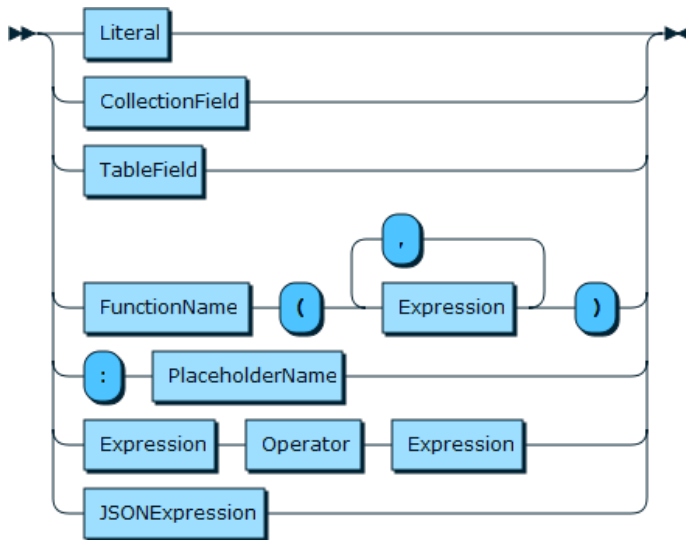 Literal
CollectionField
TableField
,
FunctionName ( Expression )
: PlaceholderName
Expression Operator Expression
JSONExpression